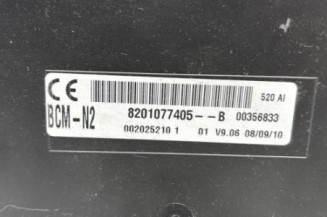 CE 520 AI
BCM-N2 8201077405--B 00356833
002025210 1 01 V9.06 08/09/10